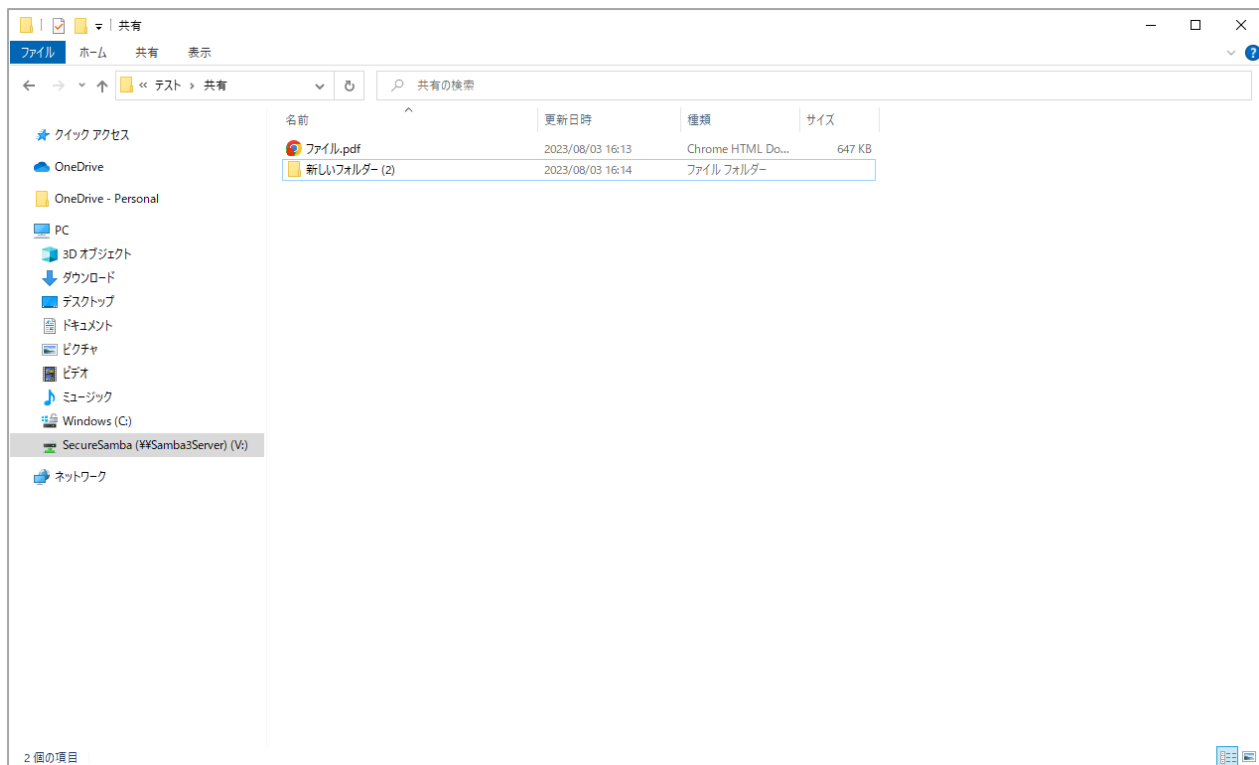 共有
ファイル ホーム 共有 表示
« テスト › 共有 共有の検索
名前 更新日時 種類 サイズ
ファイル.pdf 2023/08/03 16:13 Chrome HTML Do... 647 KB
新しいフォルダー (2) 2023/08/03 16:14 ファイル フォルダー
クイック アクセス
OneDrive
OneDrive - Personal
PC
3D オブジェクト
ダウンロード
デスクトップ
ドキュメント
ピクチャ
ビデオ
ミュージック
Windows (C:)
SecureSamba (¥¥Samba3Server) (V:)
ネットワーク
2 個の項目